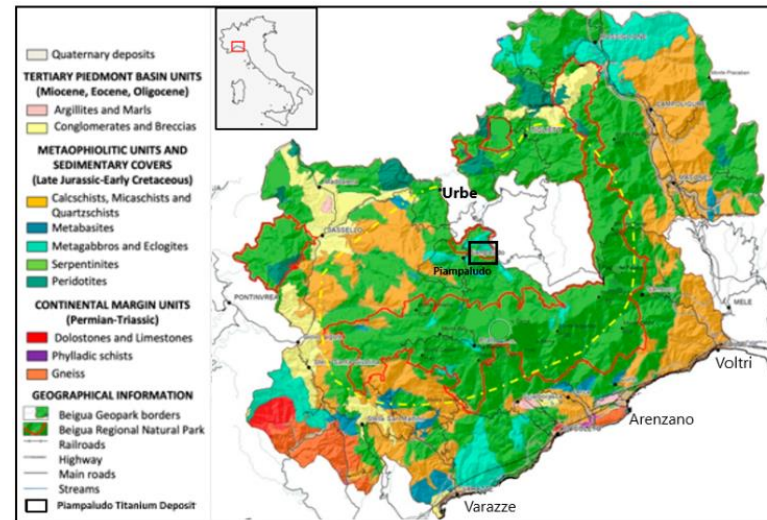 Quaternary deposits
TERTIARY PIEDMONT BASIN UNITS
(Miocene, Eocene, Oligocene)
Argillites and Marls
Conglomerates and Breccias
METAOPHIOLITIC UNITS AND
SEDIMENTARY COVERS
(Late Jurassic-Early Cretaceous)
Calcschists, Micaschists and
Quartzschists
Metabasites
Metagabbros and Eclogites
Serpentinites
Peridotites
CONTINENTAL MARGIN UNITS
(Permian-Triassic)
Dolostones and Limestones
Phylladic schists
Gneiss
GEOGRAPHICAL INFORMATION
Beigua Geopark borders
Beigua Regional Natural Park
Railroads
Highway
Main roads
Streams
Piampaludo Titanium Deposit
Urbe
SASSELLO
Piampaludo
PONTINVREA
MELE
Voltri
Arenzano
Varazze